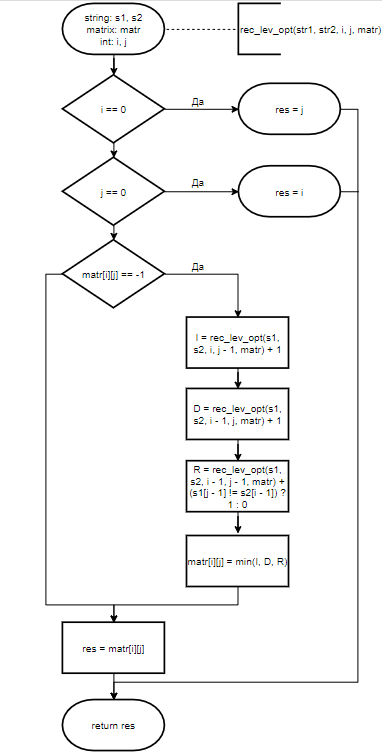 string: s1, s2
matrix: matr
int: i, j
rec_lev_opt(str1, str2, i, j, matr)
i == 0
Да
res = j
j == 0
Да
res = i
matr[i][j] == -1
Да
I = rec_lev_opt(s1,
s2, i, j - 1, matr) + 1
D = rec_lev_opt(s1,
s2, i - 1, j, matr) + 1
R = rec_lev_opt(s1,
s2, i - 1, j - 1, matr) +
(s1[j - 1] != s2[i - 1]) ?
1 : 0
matr[i][j] = min(I, D, R)
res = matr[i][j]
return res